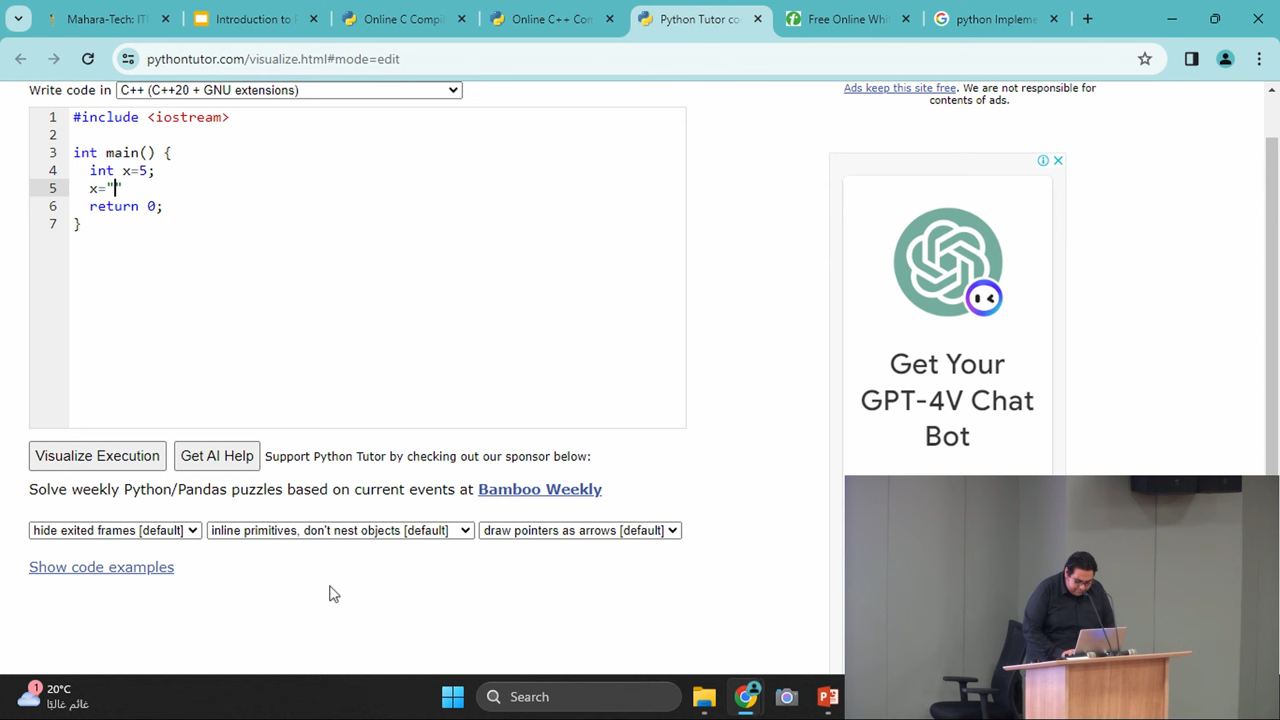 Mahara-Tech: ITI
Introduction to P
Online C Compil
Online C++ Com
Python Tutor co
Free Online Whit
python Impleme
pythontutor.com/visualize.html#mode=edit
Write code in C++ (C++20 + GNU extensions)
Ads keep this site free. We are not responsible for
contents of ads.
1 #include <iostream>
2
3 int main() {
4 int x=5;
5 x=""
6 return 0;
7 }
Get Your
GPT-4V Chat
Bot
Visualize Execution Get AI Help Support Python Tutor by checking out our sponsor below:
Solve weekly Python/Pandas puzzles based on current events at Bamboo Weekly
hide exited frames [default] inline primitives, don't nest objects [default] draw pointers as arrows [default]
Show code examples
1 20°C
غائم غالبًا
Search